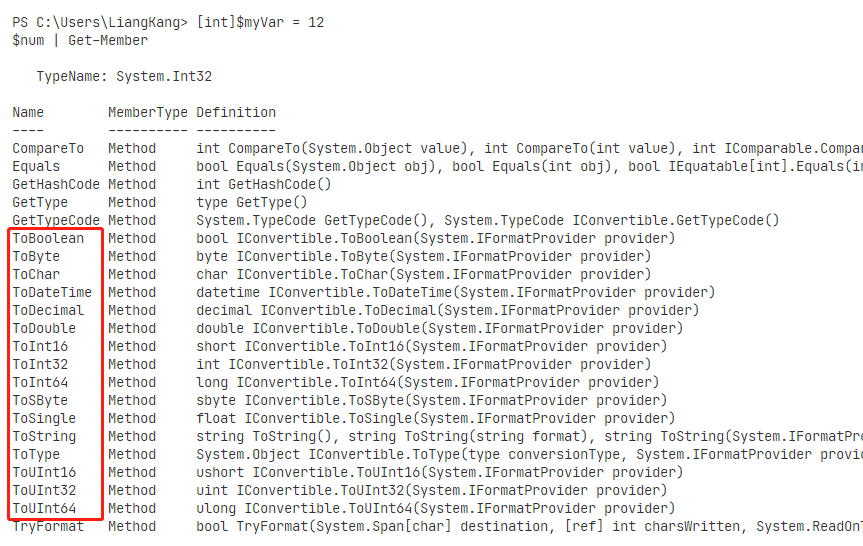 PS C:\Users\LiangKang> [int]$myVar = 12
$num | Get-Member
TypeName: System.Int32
Name MemberType Definition
---- ---------- ----------
CompareTo Method int CompareTo(System.Object value), int CompareTo(int value), int IComparable.Compar
Equals Method bool Equals(System.Object obj), bool Equals(int obj), bool IEquatable[int].Equals(in
GetHashCode Method int GetHashCode()
GetType Method type GetType()
GetTypeCode Method System.TypeCode GetTypeCode(), System.TypeCode IConvertible.GetTypeCode()
ToBoolean Method bool IConvertible.ToBoolean(System.IFormatProvider provider)
ToByte Method byte IConvertible.ToByte(System.IFormatProvider provider)
ToChar Method char IConvertible.ToChar(System.IFormatProvider provider)
ToDateTime Method datetime IConvertible.ToDateTime(System.IFormatProvider provider)
ToDecimal Method decimal IConvertible.ToDecimal(System.IFormatProvider provider)
ToDouble Method double IConvertible.ToDouble(System.IFormatProvider provider)
ToInt16 Method short IConvertible.ToInt16(System.IFormatProvider provider)
ToInt32 Method int IConvertible.ToInt32(System.IFormatProvider provider)
ToInt64 Method long IConvertible.ToInt64(System.IFormatProvider provider)
ToSByte Method sbyte IConvertible.ToSByte(System.IFormatProvider provider)
ToSingle Method float IConvertible.ToSingle(System.IFormatProvider provider)
ToString Method string ToString(), string ToString(string format), string ToString(System.IFormatPro
ToType Method System.Object IConvertible.ToType(type conversionType, System.IFormatProvider provid
ToUInt16 Method ushort IConvertible.ToUInt16(System.IFormatProvider provider)
ToUInt32 Method uint IConvertible.ToUInt32(System.IFormatProvider provider)
ToUInt64 Method ulong IConvertible.ToUInt64(System.IFormatProvider provider)
TryFormat Method bool TryFormat(System.Span[char] destination, [ref] int charsWritten, System.ReadOn